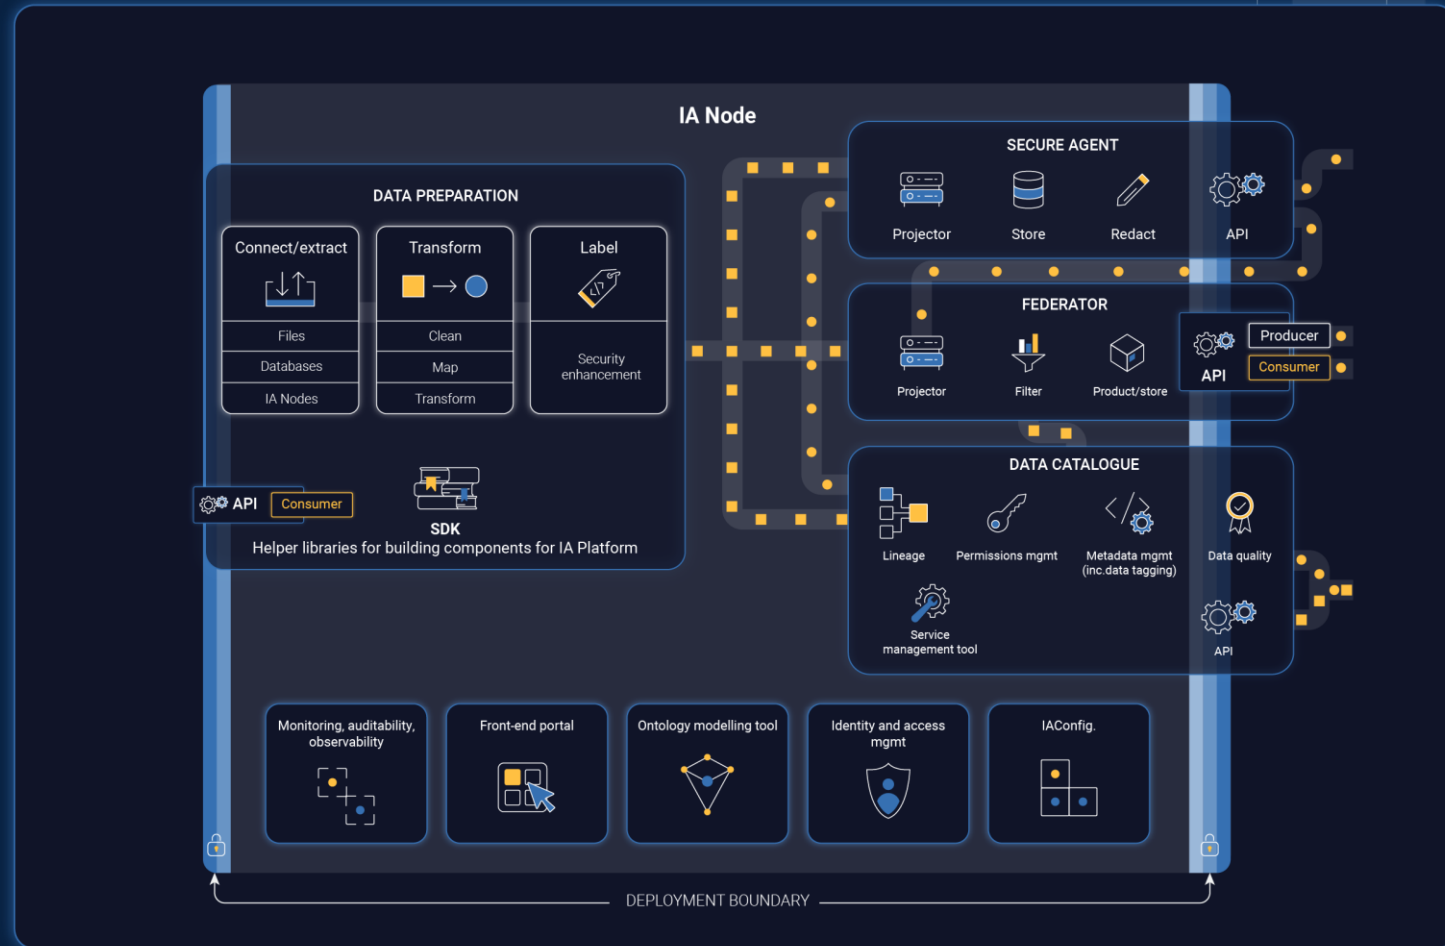 IA Node
DATA PREPARATION
Connect/extract
Files
Databases
IA Nodes
Transform
Clean
Map
Transform
Label
Security
enhancement
API
Consumer
SDK
Helper libraries for building components for IA Platform
SECURE AGENT
Projector
Store
Redact
API
FEDERATOR
Projector
Filter
Product/store
API
Producer
Consumer
DATA CATALOGUE
Lineage
Permissions mgmt
Metadata mgmt
(inc.data tagging)
Data quality
Service
management tool
API
Monitoring, auditability,
observability
Front-end portal
Ontology modelling tool
Identity and access
mgmt
IAConfig.
DEPLOYMENT BOUNDARY